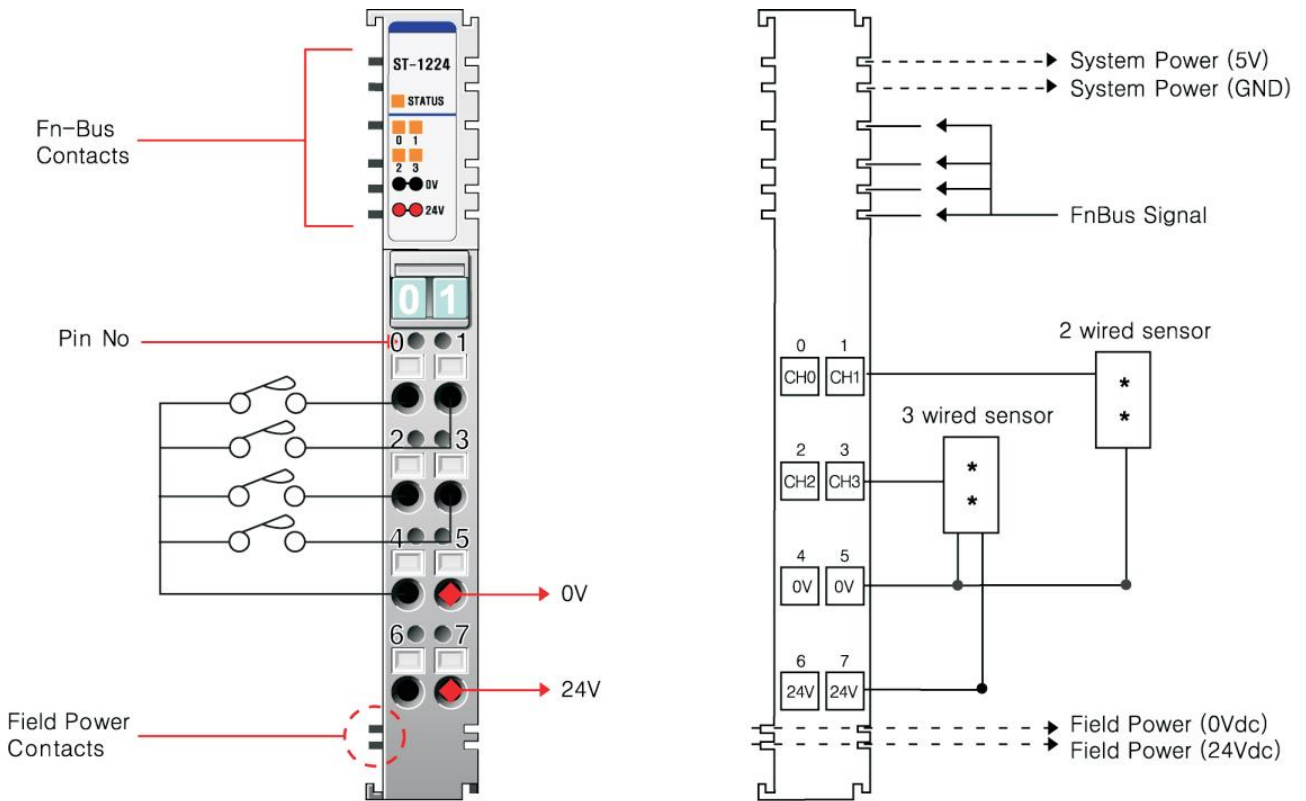 ST-1224
STATUS
0 1
2 3
0V
24V
Fn-Bus
Contacts
01
Pin No
0 1
2 3
4 5
0V
6 7
24V
Field Power
Contacts
System Power (5V)
System Power (GND)
FnBus Signal
2 wired sensor
0 1
CH0 CH1
* *
3 wired sensor
2 3
CH2 CH3
* *
4 5
0V 0V
6 7
24V 24V
Field Power (0Vdc)
Field Power (24Vdc)